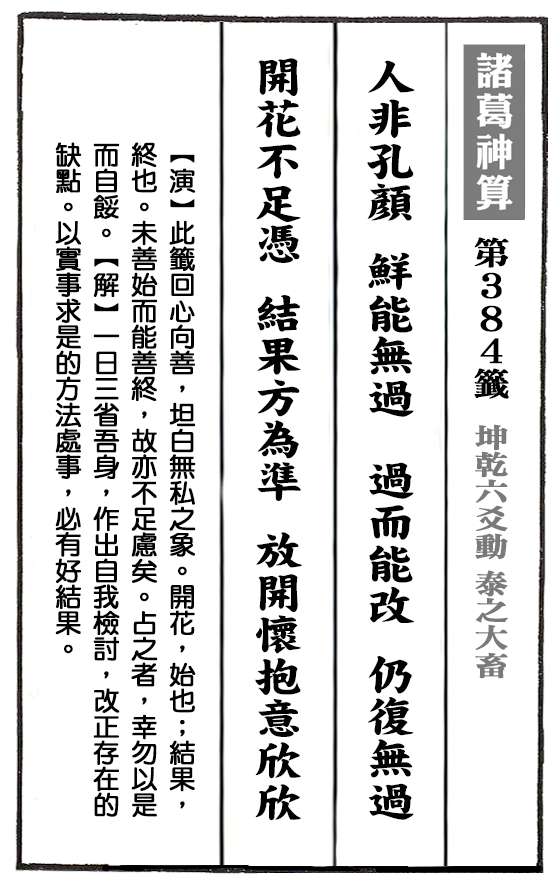 諸葛神算 第384籤 坤乾六爻動 泰之大畜
人非孔顏 鮮能無過 過而能改 仍復無過
開花不足憑 結果方為準 放開懷抱意欣欣
【演】此籤回心向善，坦白無私之象。開花，始也；結果，
終也。未善始而能善終，故亦不足慮矣。占之者，幸勿以是
而自餒。【解】一日三省吾身，作出自我檢討，改正存在的
缺點。以實事求是的方法處事，必有好結果。